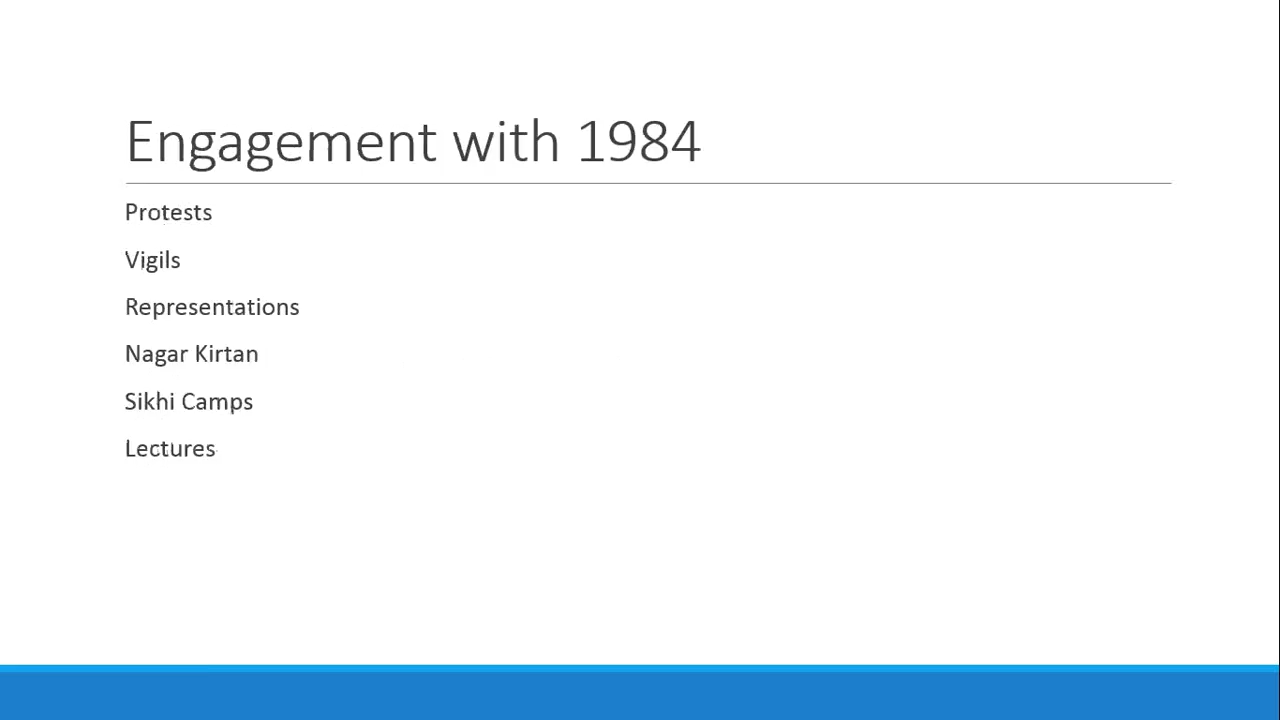 Engagement with 1984
Protests
Vigils
Representations
Nagar Kirtan
Sikhi Camps
Lectures